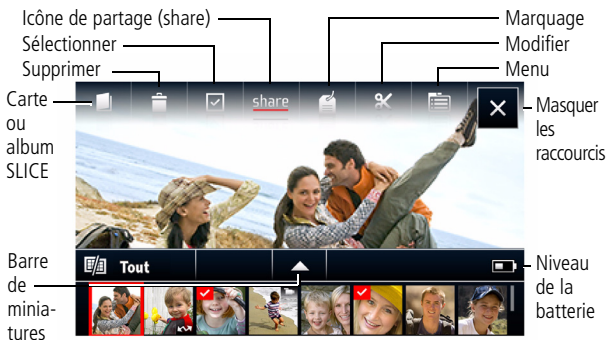 Icône de partage (share)
Sélectionner
Supprimer
Marquage
Modifier
Menu
Carte
ou
album
SLICE
share
Masquer
les
raccourcis
Tout
Barre
de
minia-
tures
Niveau
de la
batterie